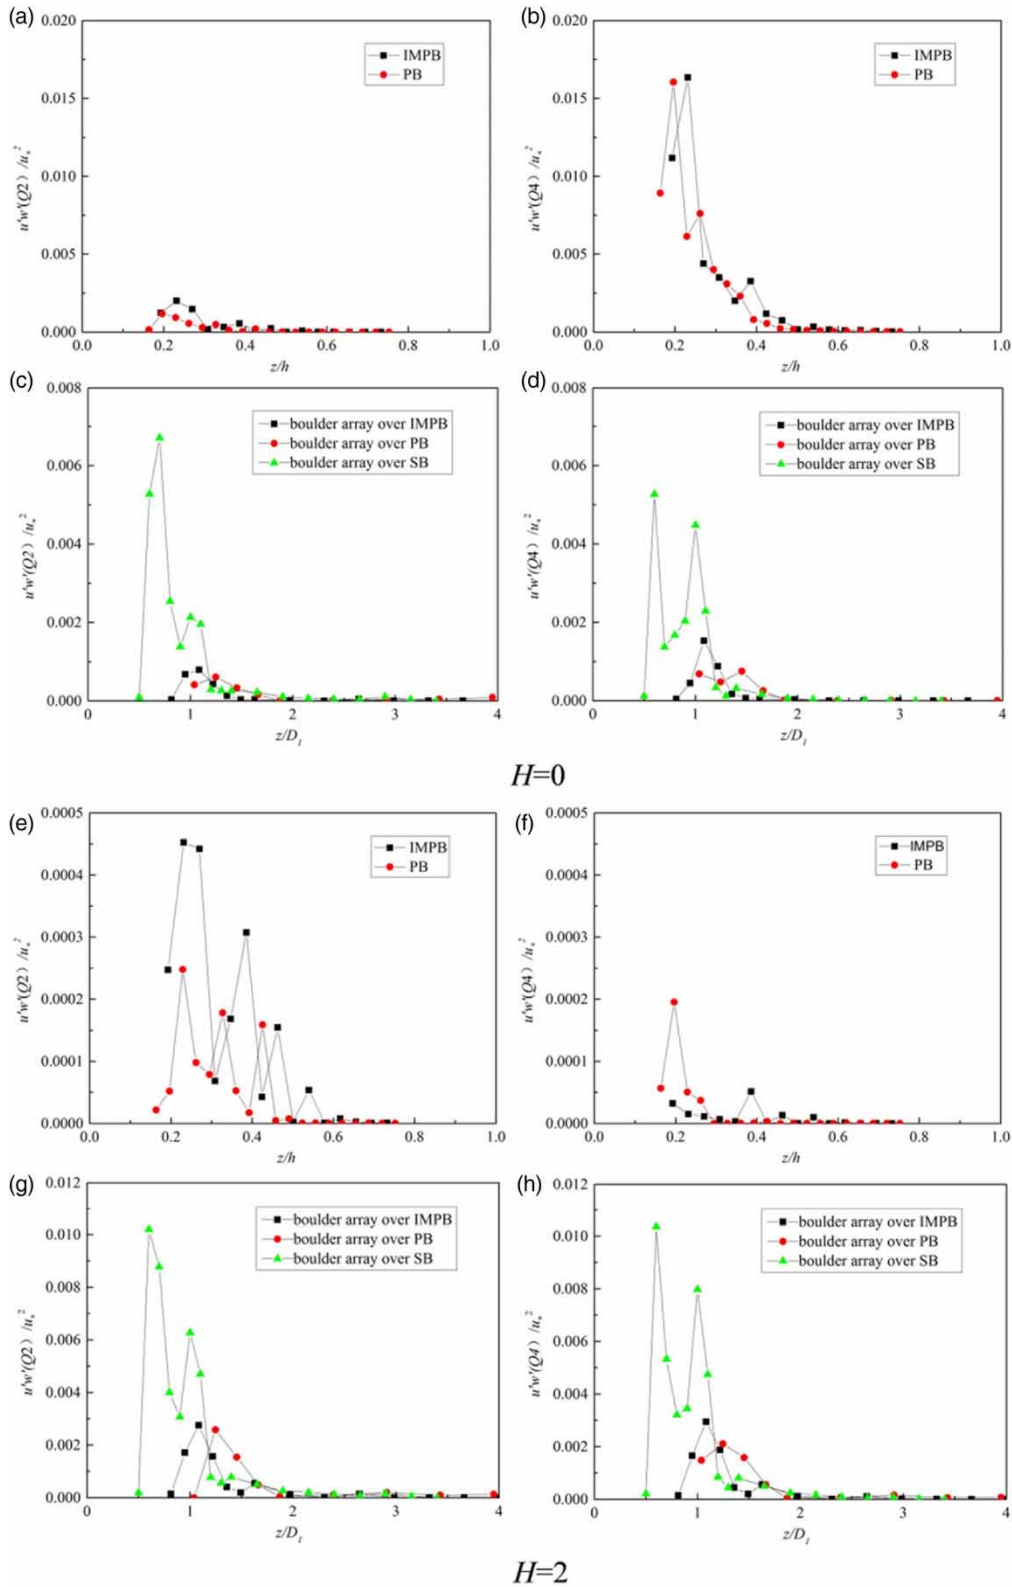 (a)
0.020
0.015
0.010
0.005
0.000
u'w'(Q2)/u*²
IMPB
PB
0.0 0.2 0.4 0.6 0.8 1.0
z/h
(b)
0.020
0.015
0.010
0.005
0.000
u'w'(Q4)/u*²
IMPB
PB
0.0 0.2 0.4 0.6 0.8 1.0
z/h
(c)
0.008
0.006
0.004
0.002
0.000
u'w'(Q2)/u*²
boulder array over IMPB
boulder array over PB
boulder array over SB
0 1 2 3 4
z/D_t
(d)
0.008
0.006
0.004
0.002
0.000
u'w'(Q4)/u*²
boulder array over IMPB
boulder array over PB
boulder array over SB
0 1 2 3 4
z/D_t
H=0
(e)
0.0005
0.0004
0.0003
0.0002
0.0001
0.0000
u'w'(Q2)/u*²
IMPB
PB
0.0 0.2 0.4 0.6 0.8 1.0
z/h
(f)
0.0005
0.0004
0.0003
0.0002
0.0001
0.0000
u'w'(Q4)/u*²
IMPB
PB
0.0 0.2 0.4 0.6 0.8 1.0
z/h
(g)
0.012
0.010
0.008
0.006
0.004
0.002
0.000
u'w'(Q2)/u*²
boulder array over IMPB
boulder array over PB
boulder array over SB
0 1 2 3 4
z/D_t
(h)
0.012
0.010
0.008
0.006
0.004
0.002
0.000
u'w'(Q4)/u*²
boulder array over IMPB
boulder array over PB
boulder array over SB
0 1 2 3 4
z/D_t
H=2